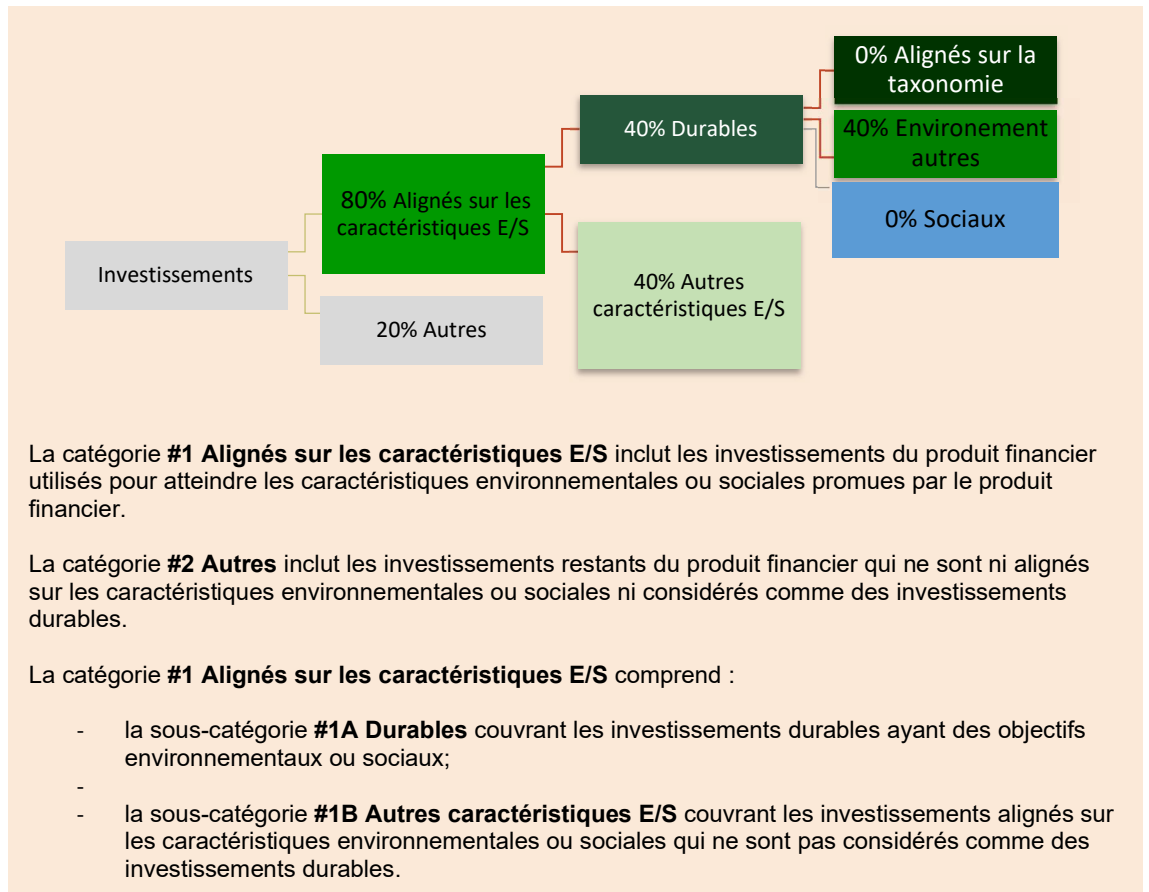 0% Alignés sur la
taxonomie
40% Durables
40% Environement
autres
80% Alignés sur les
caractéristiques E/S
0% Sociaux
Investissements
40% Autres
caractéristiques E/S
20% Autres
La catégorie #1 Alignés sur les caractéristiques E/S inclut les investissements du produit financier
utilisés pour atteindre les caractéristiques environnementales ou sociales promues par le produit
financier.
La catégorie #2 Autres inclut les investissements restants du produit financier qui ne sont ni alignés
sur les caractéristiques environnementales ou sociales ni considérés comme des investissements
durables.
La catégorie #1 Alignés sur les caractéristiques E/S comprend :
- la sous-catégorie #1A Durables couvrant les investissements durables ayant des objectifs
environnementaux ou sociaux;
-
- la sous-catégorie #1B Autres caractéristiques E/S couvrant les investissements alignés sur
les caractéristiques environnementales ou sociales qui ne sont pas considérés comme des
investissements durables.